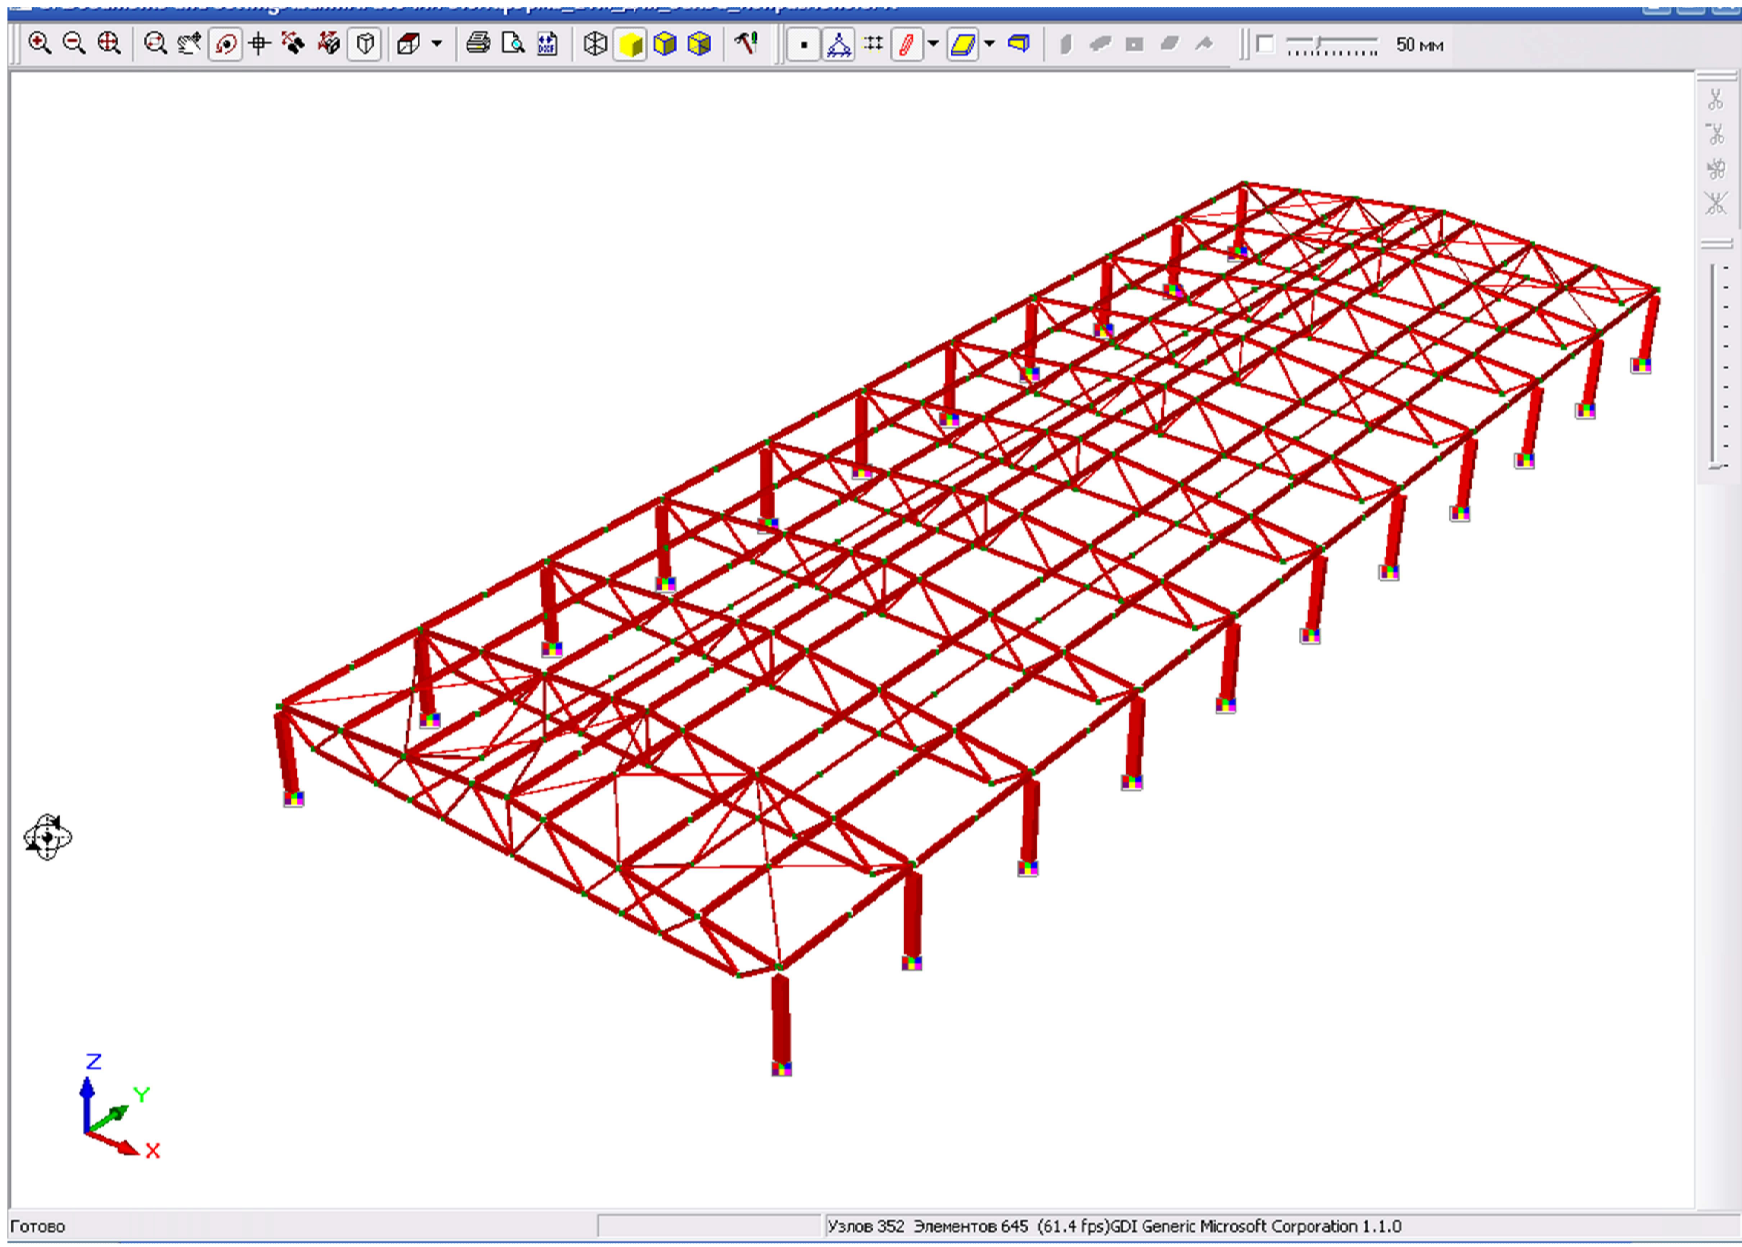 50 мм
Z
Y
X
Готово
Узлов 352 Элементов 645 (61.4 fps)GDI Generic Microsoft Corporation 1.1.0